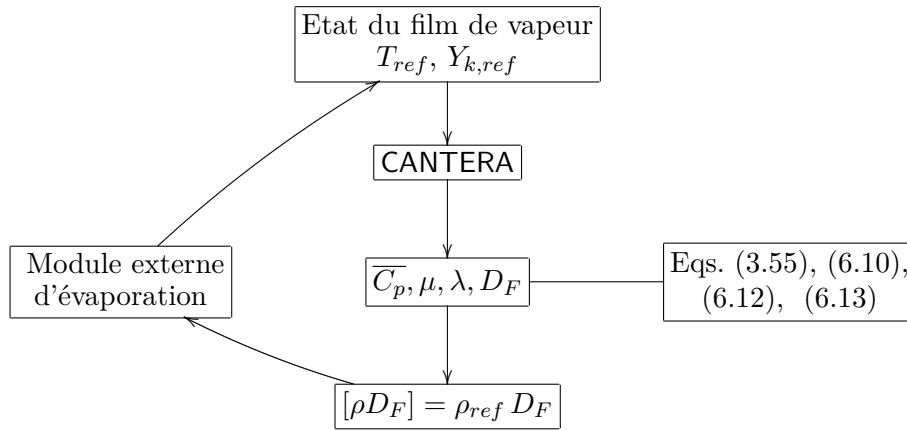 Etat du film de vapeur
T_{ref}, Y_{k,ref}
CANTERA
Module externe
d'évaporation
\overline{C_p}, μ, λ, D_F
Eqs. (3.55), (6.10),
(6.12), (6.13)
[ρD_F] = ρ_{ref} D_F